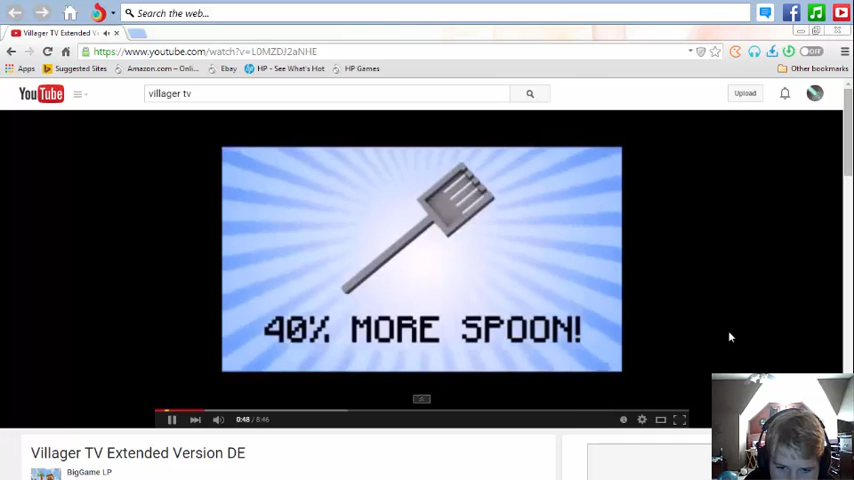 Search the web...
Villager TV Extended V
https://www.youtube.com/watch?v=L0MZDJ2aNHE
OFF
Apps Suggested Sites Amazon.com – Onli... Ebay HP - See What's Hot HP Games Other bookmarks
YouTube villager tv Upload
40% MORE SPOON!
0:48 / 8:46
Villager TV Extended Version DE
BigGame LP